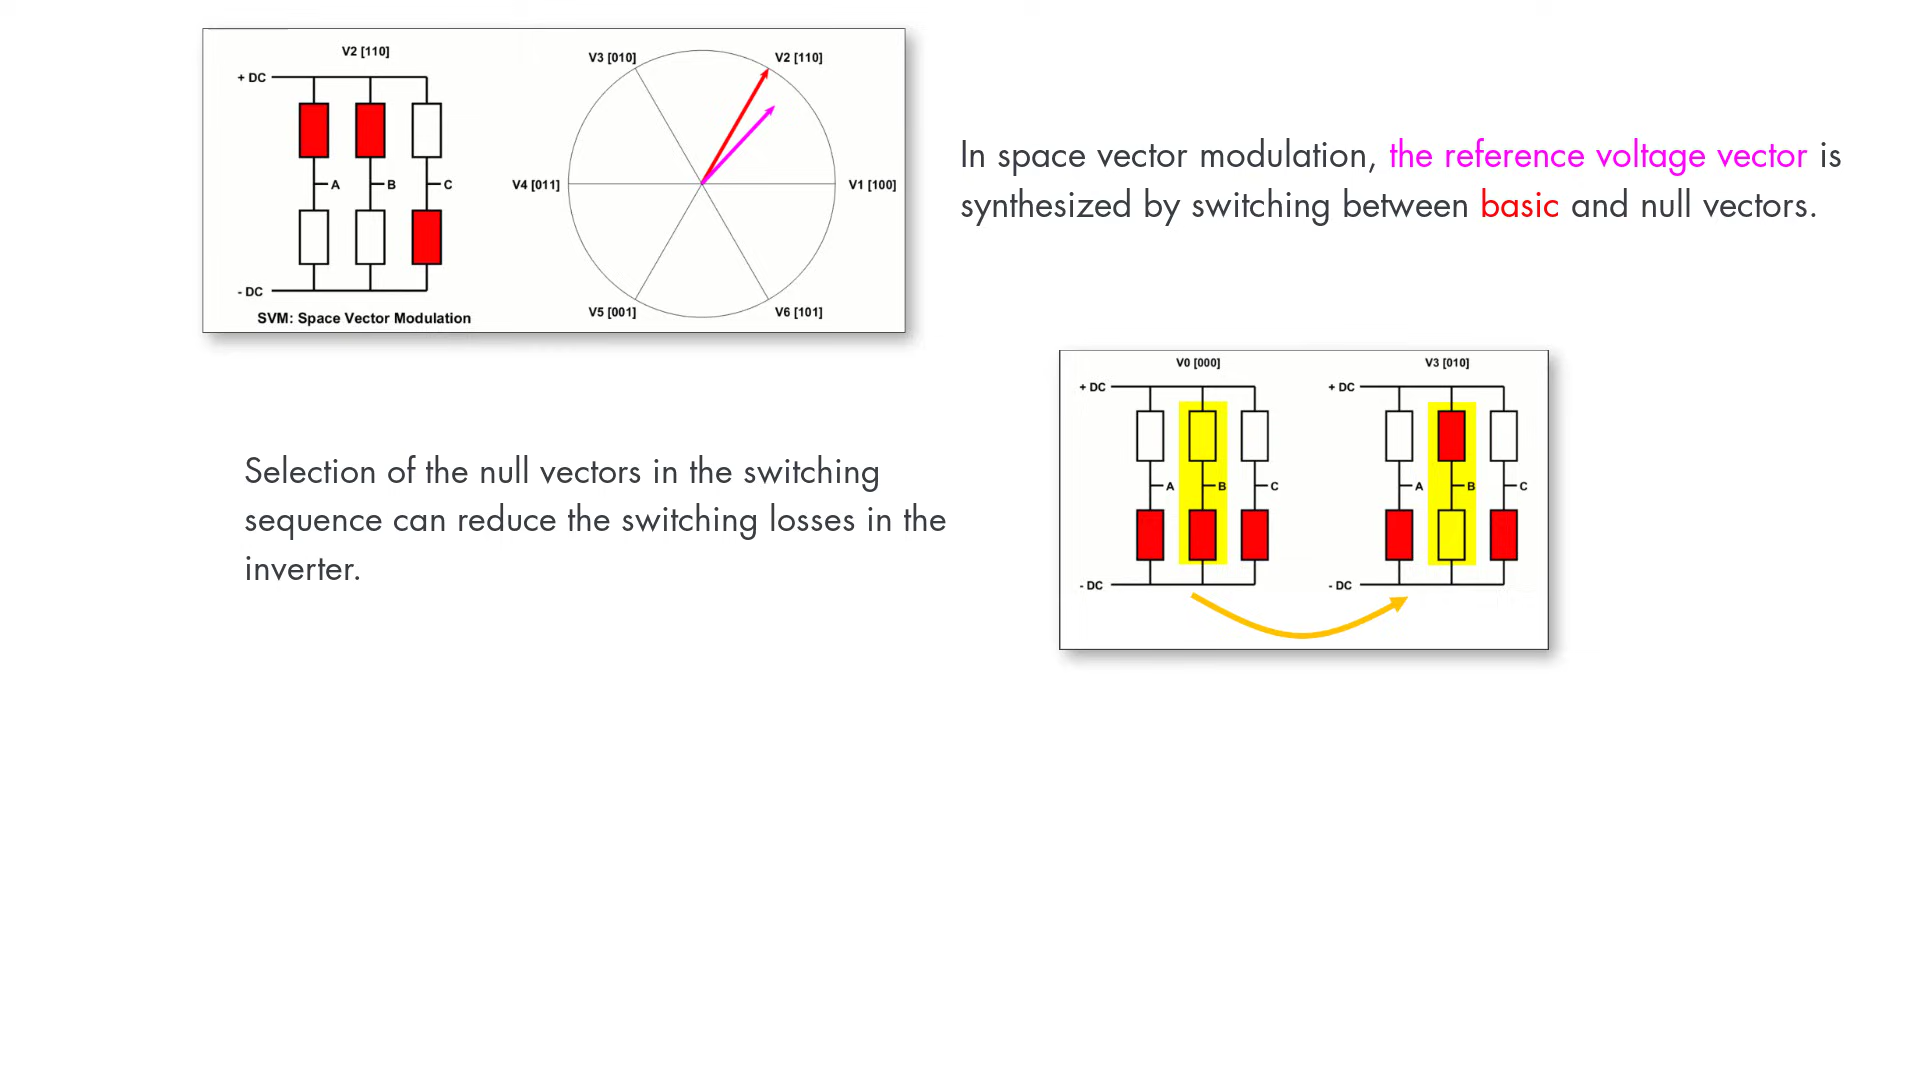 V2 [110]
+ DC
A
B
C
- DC
SVM: Space Vector Modulation
V3 [010]
V2 [110]
V4 [011]
V1 [100]
V5 [001]
V6 [101]
In space vector modulation, the reference voltage vector is
synthesized by switching between basic and null vectors.
Selection of the null vectors in the switching
sequence can reduce the switching losses in the
inverter.
V0 [000]
+ DC
A
B
C
- DC
V3 [010]
+ DC
A
B
C
- DC